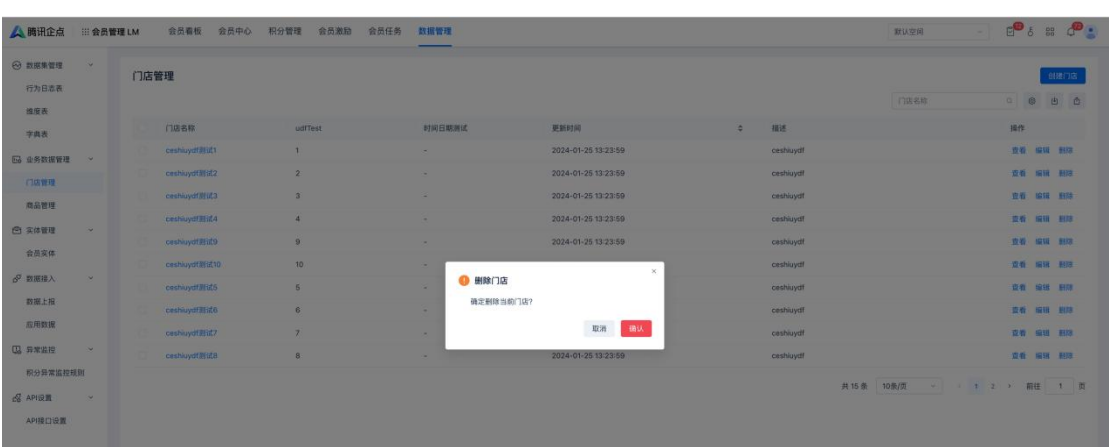 腾讯企点 会员管理 LM 会员看板 会员中心 积分管理 会员激励 会员任务 数据管理 默认空间
数据集管理
行为日志表
维度表
字典表
业务数据管理
门店管理
商品管理
实体管理
会员实体
数据接入
数据上报
应用数据
异常监控
积分异常监控规则
API设置
API接口设置
门店管理 创建门店
门店名称
门店名称 udfTest 时间日期测试 更新时间 描述 操作
ceshiuydf测试1 1 - 2024-01-25 13:23:59 ceshiuydf 查看 编辑 删除
ceshiuydf测试2 2 - 2024-01-25 13:23:59 ceshiuydf 查看 编辑 删除
ceshiuydf测试3 3 - 2024-01-25 13:23:59 ceshiuydf 查看 编辑 删除
ceshiuydf测试4 4 - 2024-01-25 13:23:59 ceshiuydf 查看 编辑 删除
ceshiuydf测试9 9 - 2024-01-25 13:23:59 ceshiuydf 查看 编辑 删除
ceshiuydf测试10 10 - ceshiuydf 查看 编辑 删除
ceshiuydf测试5 5 - ceshiuydf 查看 编辑 删除
ceshiuydf测试6 6 - ceshiuydf 查看 编辑 删除
ceshiuydf测试7 7 - ceshiuydf 查看 编辑 删除
ceshiuydf测试8 8 - 2024-01-25 13:23:59 ceshiuydf 查看 编辑 删除
共 15 条 10条/页 1 2 前往 1 页
删除门店
确定删除当前门店?
取消 确认